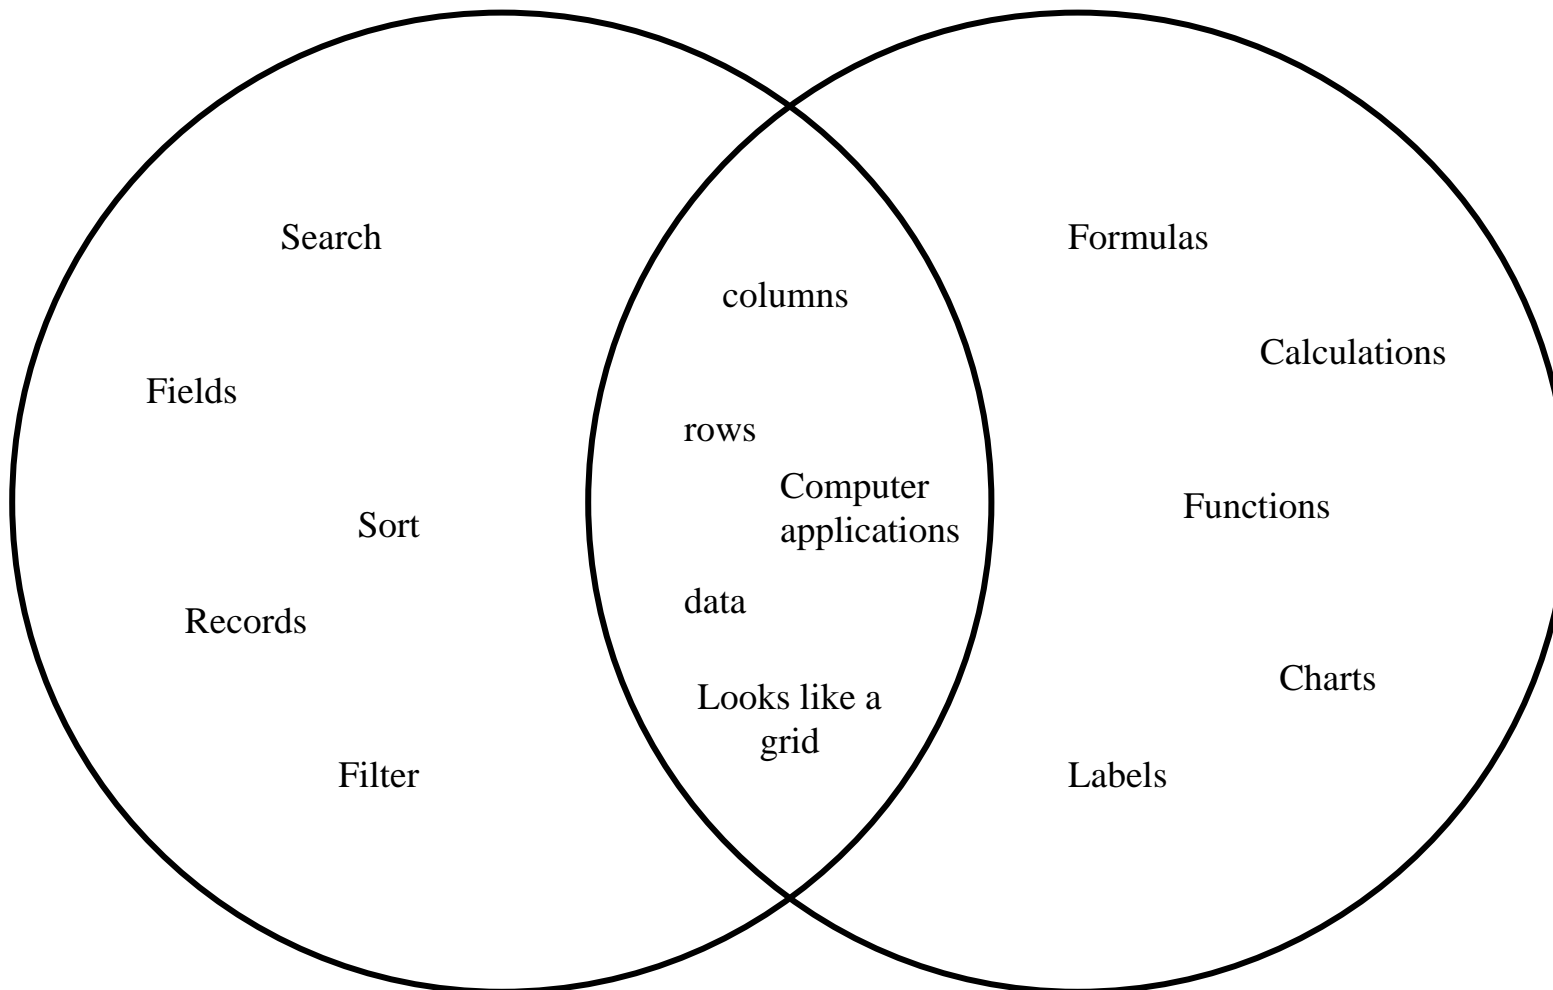 Search
Fields
Sort
Records
Filter
columns
rows
Computer
applications
data
Looks like a
grid
Formulas
Calculations
Functions
Charts
Labels